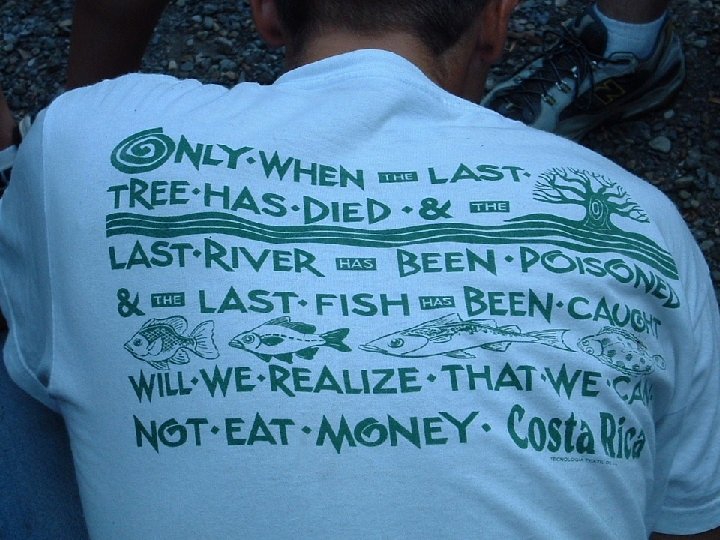 ONLY·WHEN THE LAST·
TREE·HAS·DIED·& THE
LAST·RIVER HAS BEEN·POISONED
& THE LAST·FISH HAS BEEN·CAUGHT
WILL·WE·REALIZE·THAT·WE CAN
NOT·EAT·MONEY· Costa Rica
N